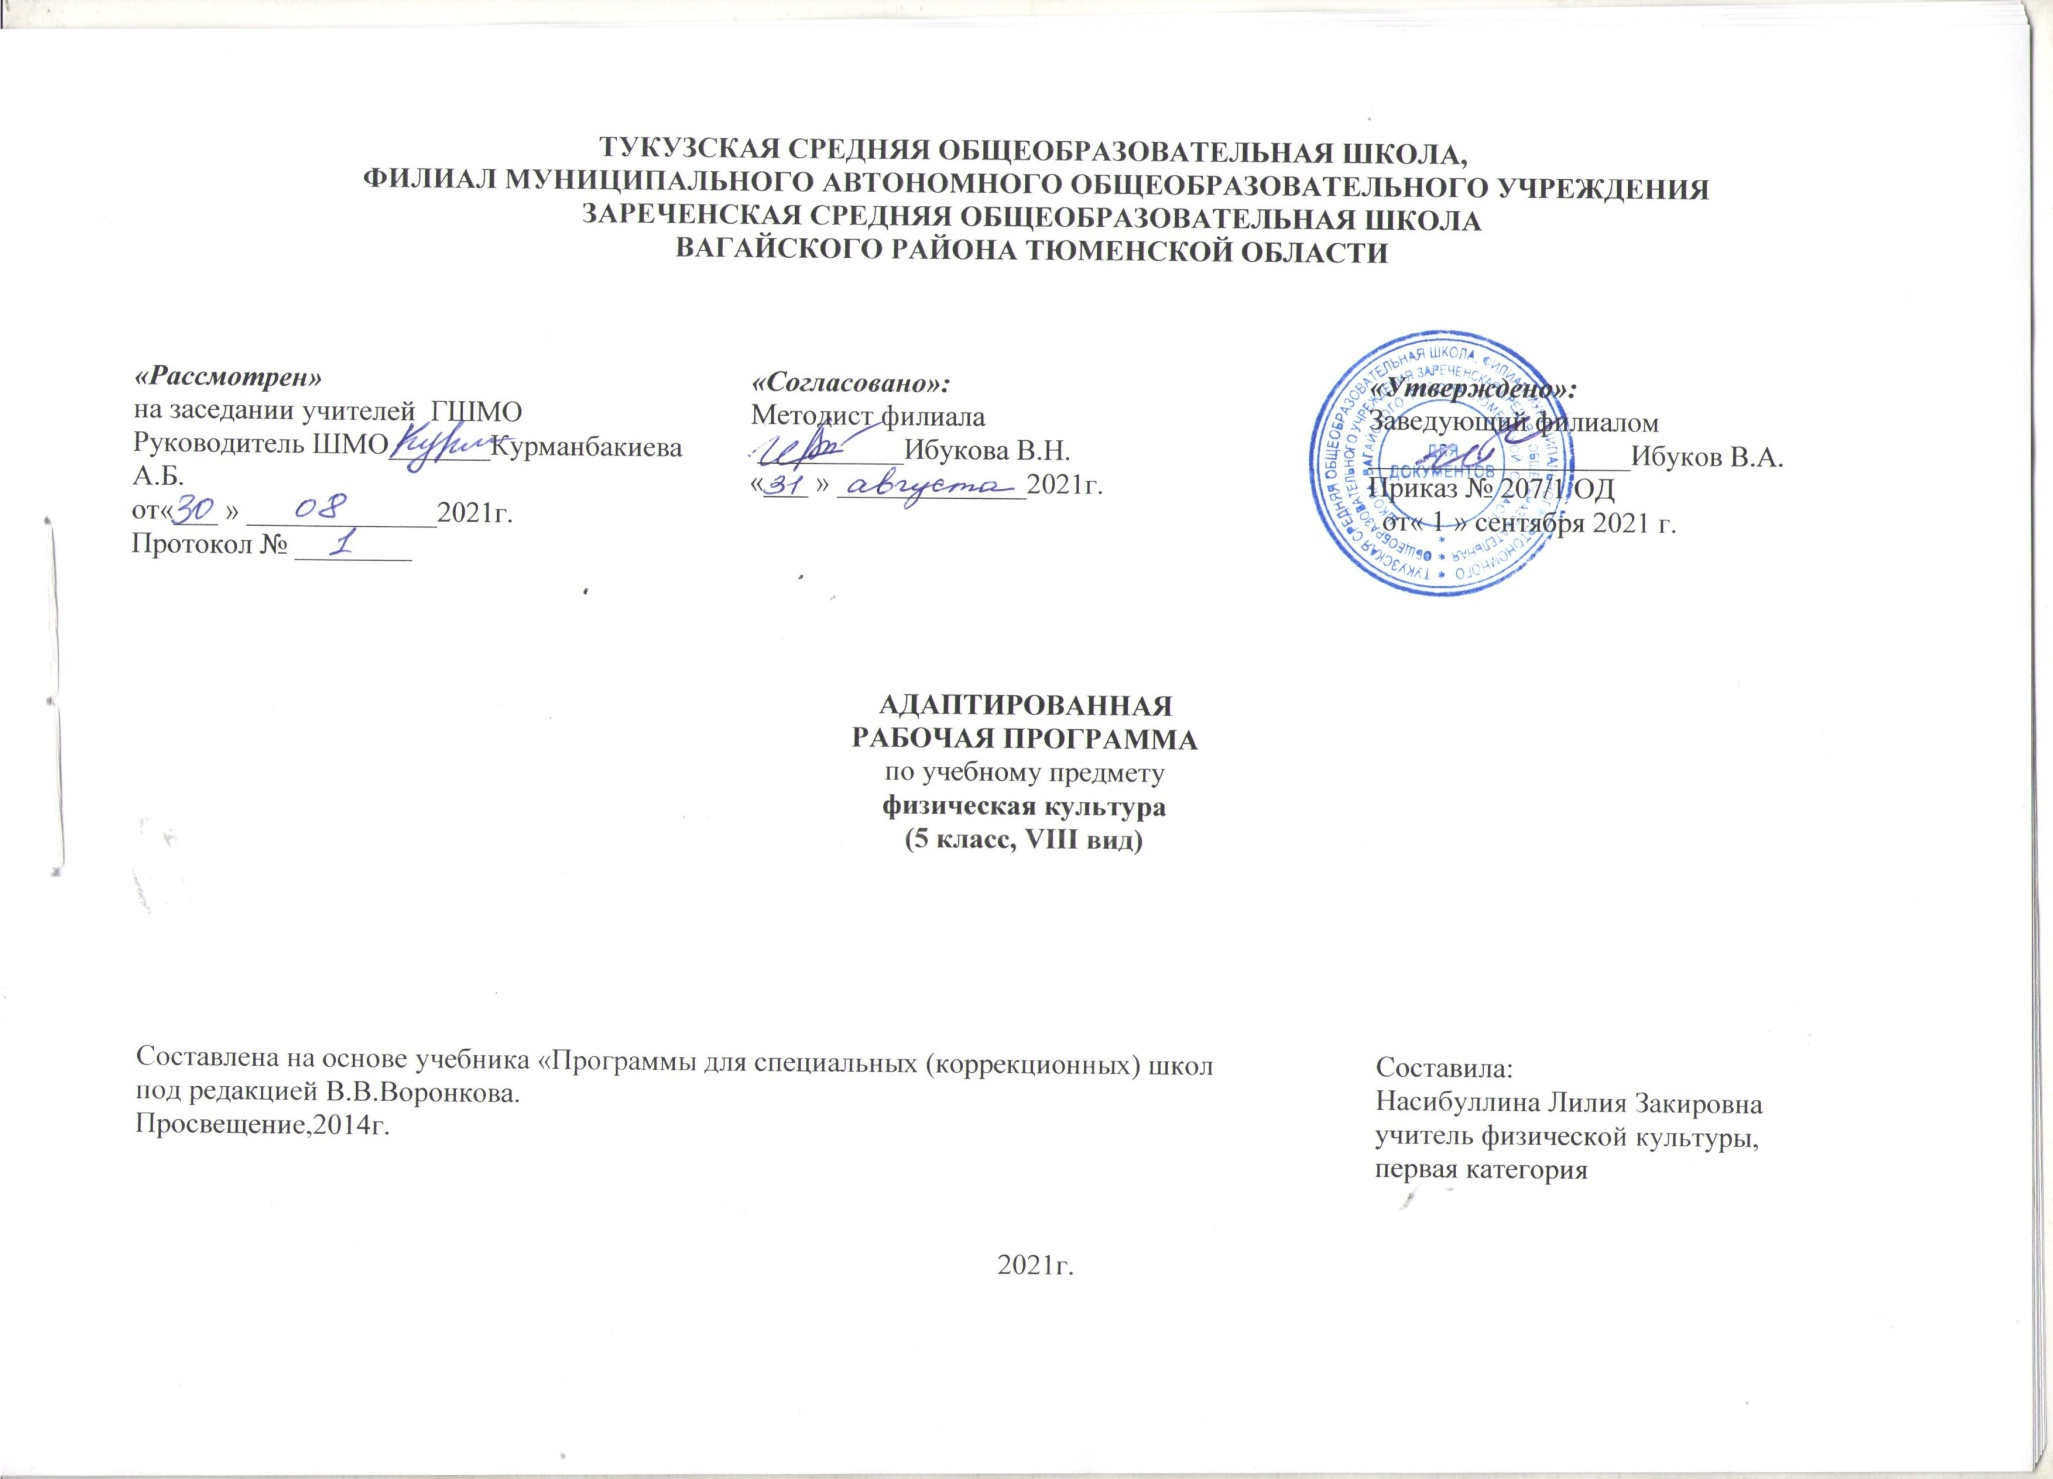 ТУКУЗСКАЯ СРЕДНЯЯ ОБЩЕОБРАЗОВАТЕЛЬНАЯ ШКОЛА,
ФИЛИАЛ МУНИЦИПАЛЬНОГО АВТОНОМНОГО ОБЩЕОБРАЗОВАТЕЛЬНОГО УЧРЕЖДЕНИЯ
ЗАРЕЧЕНСКАЯ СРЕДНЯЯ ОБЩЕОБРАЗОВАТЕЛЬНАЯ ШКОЛА
ВАГАЙСКОГО РАЙОНА ТЮМЕНСКОЙ ОБЛАСТИ
«Рассмотрен»
на заседании учителей ГШМО
Руководитель ШМО_______Курманбакиева
А.Б.
от«30 » 08 2021г.
Протокол № 1
«Согласовано»:
Методист филиала
Ибукова В.Н.
«31 » августа 2021г.
«Утверждено»:
Заведующий филиалом
Ибуков В.А.
Приказ № 207/1 ОД
от« 1 » сентября 2021 г.
ДЛЯ
ДОКУМЕНТОВ
АДАПТИРОВАННАЯ
РАБОЧАЯ ПРОГРАММА
по учебному предмету
физическая культура
(5 класс, VIII вид)
Составлена на основе учебника «Программы для специальных (коррекционных) школ
под редакцией В.В.Воронкова.
Просвещение,2014г.
Составила:
Насибуллина Лилия Закировна
учитель физической культуры,
первая категория
2021г.